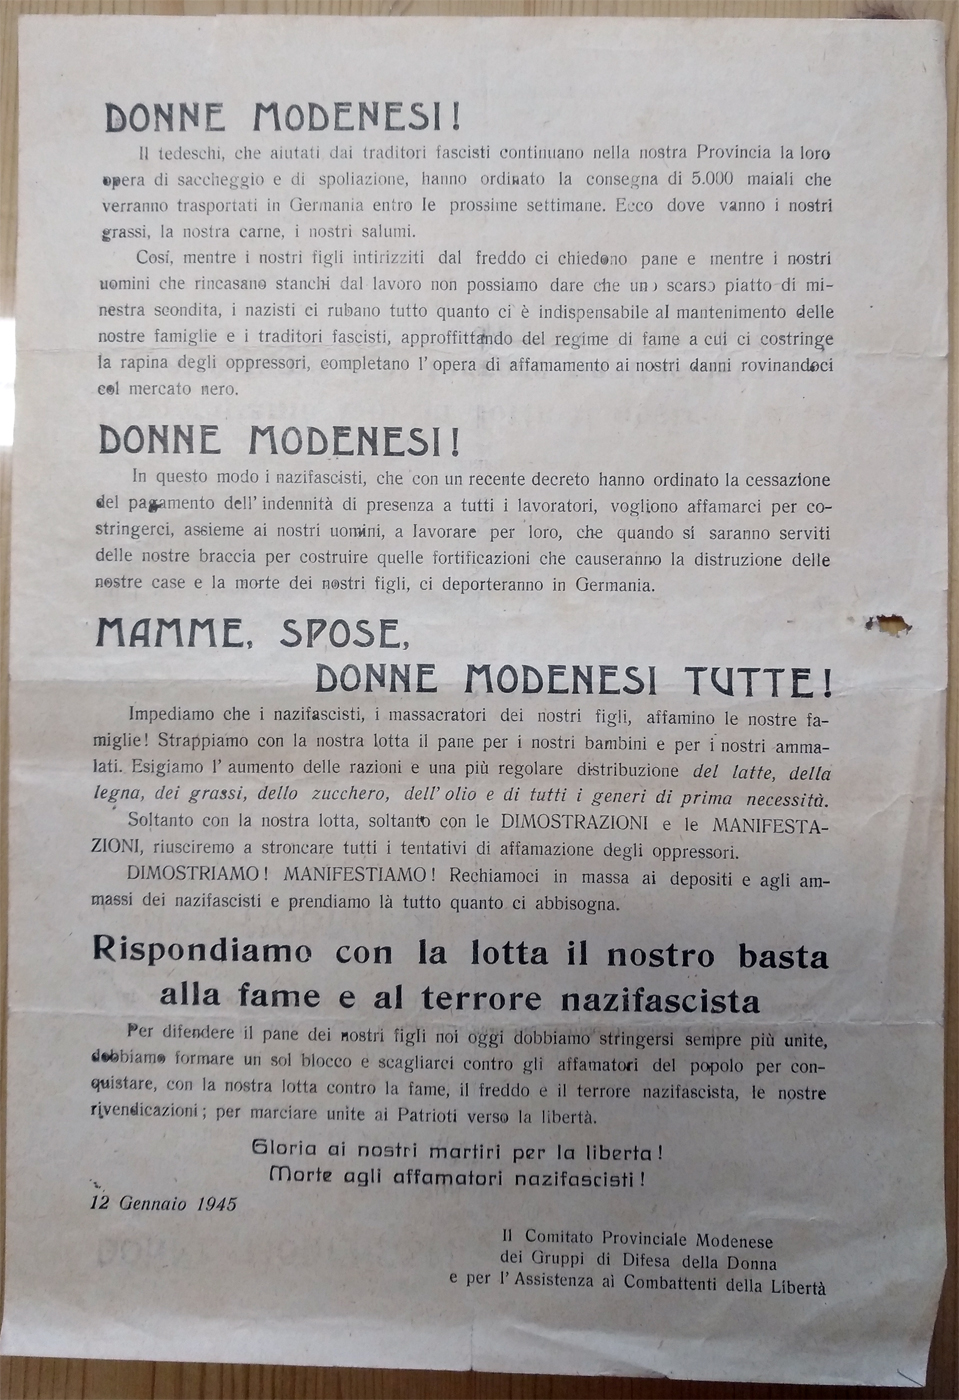 DONNE MODENESI!
Il tedeschi, che aiutati dai traditori fascisti continuano nella nostra Provincia la loro
opera di saccheggio e di spoliazione, hanno ordinato la consegna di 5.000 maiali che
verranno trasportati in Germania entro le prossime settimane. Ecco dove vanno i nostri
grassi, la nostra carne, i nostri salumi.
Cosí, mentre i nostri figli intirizziti dal freddo ci chiedono pane e mentre i nostri
uomini che rincasano stanchi dal lavoro non possiamo dare che uno scarso piatto di mi-
nestra scondita, i nazisti ci rubano tutto quanto ci è indispensabile al mantenimento delle
nostre famiglie e i traditori fascisti, approffittando del regime di fame a cui ci costringe
la rapina degli oppressori, completano l'opera di affamamento ai nostri danni rovinandoci
col mercato nero.
DONNE MODENESI!
In questo modo i nazifascisti, che con un recente decreto hanno ordinato la cessazione
del pagamento dell'indennità di presenza a tutti i lavoratori, vogliono affamarci per co-
stringerci, assieme ai nostri uomini, a lavorare per loro, che quando si saranno serviti
delle nostre braccia per costruire quelle fortificazioni che causeranno la distruzione delle
nostre case e la morte dei nostri figli, ci deporteranno in Germania.
MAMME, SPOSE,
DONNE MODENESI TUTTE!
Impediamo che i nazifascisti, i massacratori dei nostri figli, affamino le nostre fa-
miglie! Strappiamo con la nostra lotta il pane per i nostri bambini e per i nostri amma-
lati. Esigiamo l'aumento delle razioni e una più regolare distribuzione del latte, della
legna, dei grassi, dello zucchero, dell'olio e di tutti i generi di prima necessità.
Soltanto con la nostra lotta, soltanto con le DIMOSTRAZIONI e le MANIFESTA-
ZIONI, riusciremo a stroncare tutti i tentativi di affamazione degli oppressori.
DIMOSTRIAMO! MANIFESTIAMO! Rechiamoci in massa ai depositi e agli am-
massi dei nazifascisti e prendiamo là tutto quanto ci abbisogna.
Rispondiamo con la lotta il nostro basta
alla fame e al terrore nazifascista
Per difendere il pane dei nostri figli noi oggi dobbiamo stringersi sempre più unite,
dobbiamo formare un sol blocco e scagliarci contro gli affamatori del popolo per con-
quistare, con la nostra lotta contro la fame, il freddo e il terrore nazifascista, le nostre
rivendicazioni; per marciare unite ai Patrioti verso la libertà.
Gloria ai nostri martiri per la liberta!
Morte agli affamatori nazifascisti!
12 Gennaio 1945
Il Comitato Provinciale Modenese
dei Gruppi di Difesa della Donna
e per l'Assistenza ai Combattenti della Libertà